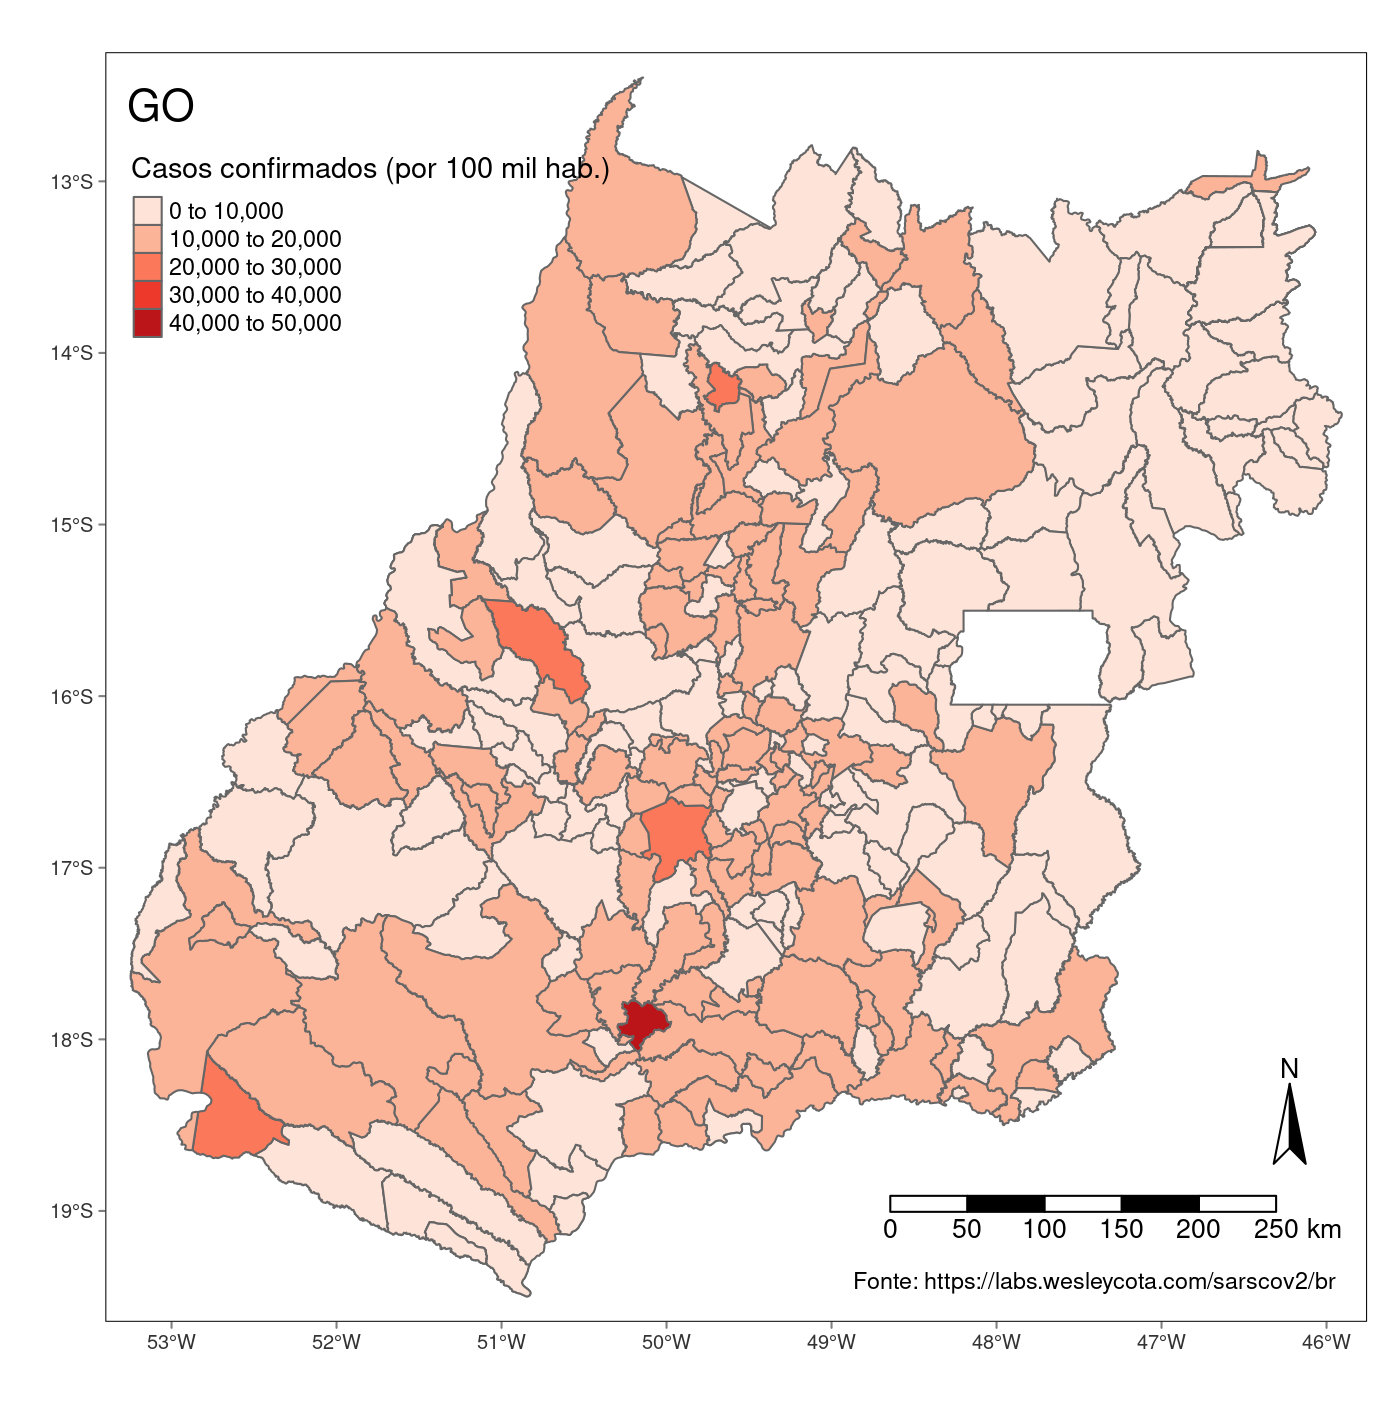 GO
Casos confirmados (por 100 mil hab.)
0 to 10,000
10,000 to 20,000
20,000 to 30,000
30,000 to 40,000
40,000 to 50,000
13°S
14°S
15°S
16°S
17°S
18°S
19°S
N
0 50 100 150 200 250 km
Fonte: https://labs.wesleycota.com/sarscov2/br
53°W 52°W 51°W 50°W 49°W 48°W 47°W 46°W